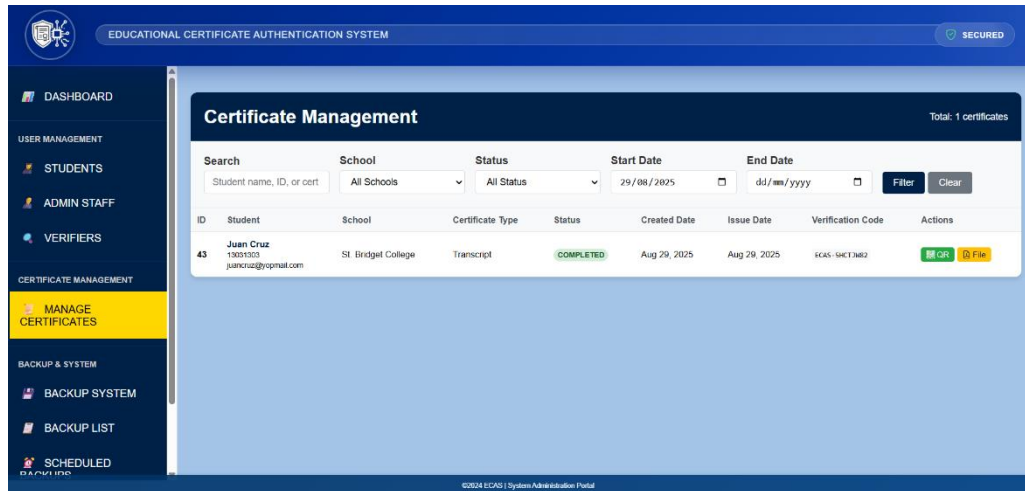 EDUCATIONAL CERTIFICATE AUTHENTICATION SYSTEM
SECURED
DASHBOARD
USER MANAGEMENT
STUDENTS
ADMIN STAFF
VERIFIERS
CERTIFICATE MANAGEMENT
MANAGE
CERTIFICATES
BACKUP & SYSTEM
BACKUP SYSTEM
BACKUP LIST
SCHEDULED
BACKUPS
Certificate Management
Total: 1 certificates
Search School Status Start Date End Date
Student name, ID, or cert All Schools All Status 29/08/2025 dd/mm/yyyy Filter Clear
ID Student School Certificate Type Status Created Date Issue Date Verification Code Actions
Juan Cruz
43 13031303 St. Bridget College Transcript COMPLETED Aug 29, 2025 Aug 29, 2025 QR File
juancruz@yopmail.com
©2024 ECAS | System Administration Portal